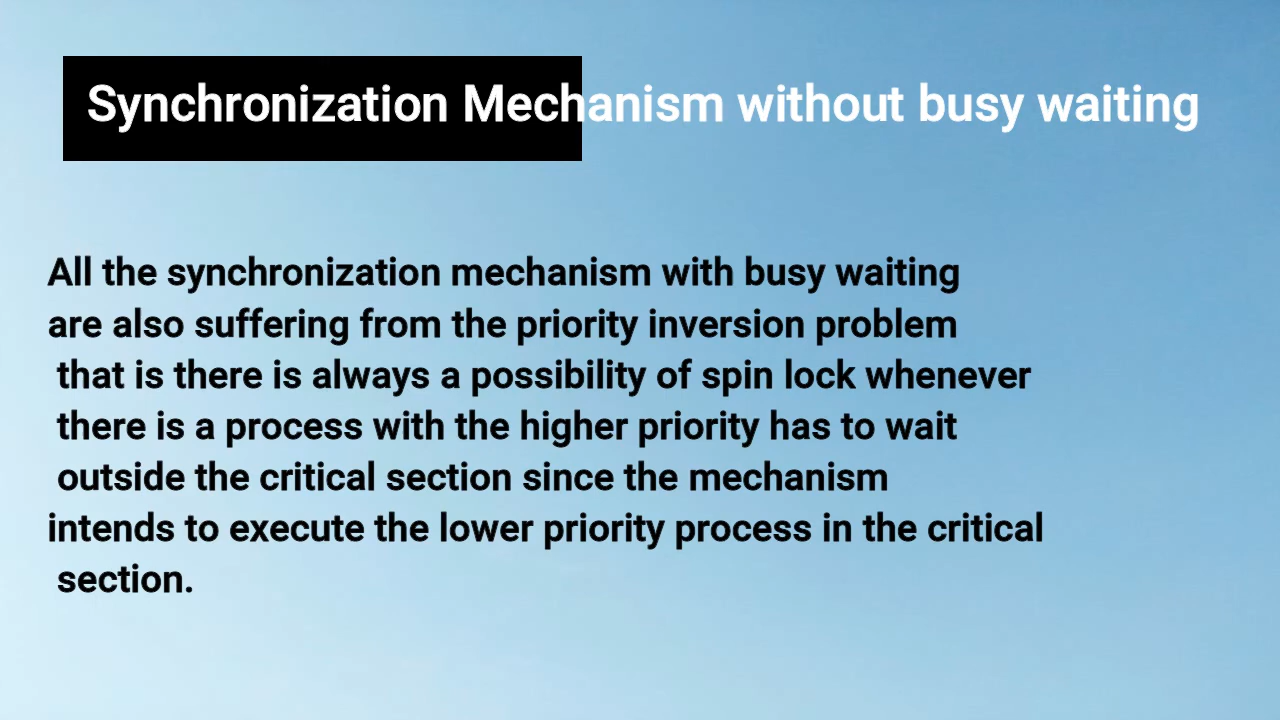 Synchronization Mechanism without busy waiting
All the synchronization mechanism with busy waiting
are also suffering from the priority inversion problem
that is there is always a possibility of spin lock whenever
there is a process with the higher priority has to wait
outside the critical section since the mechanism
intends to execute the lower priority process in the critical
section.